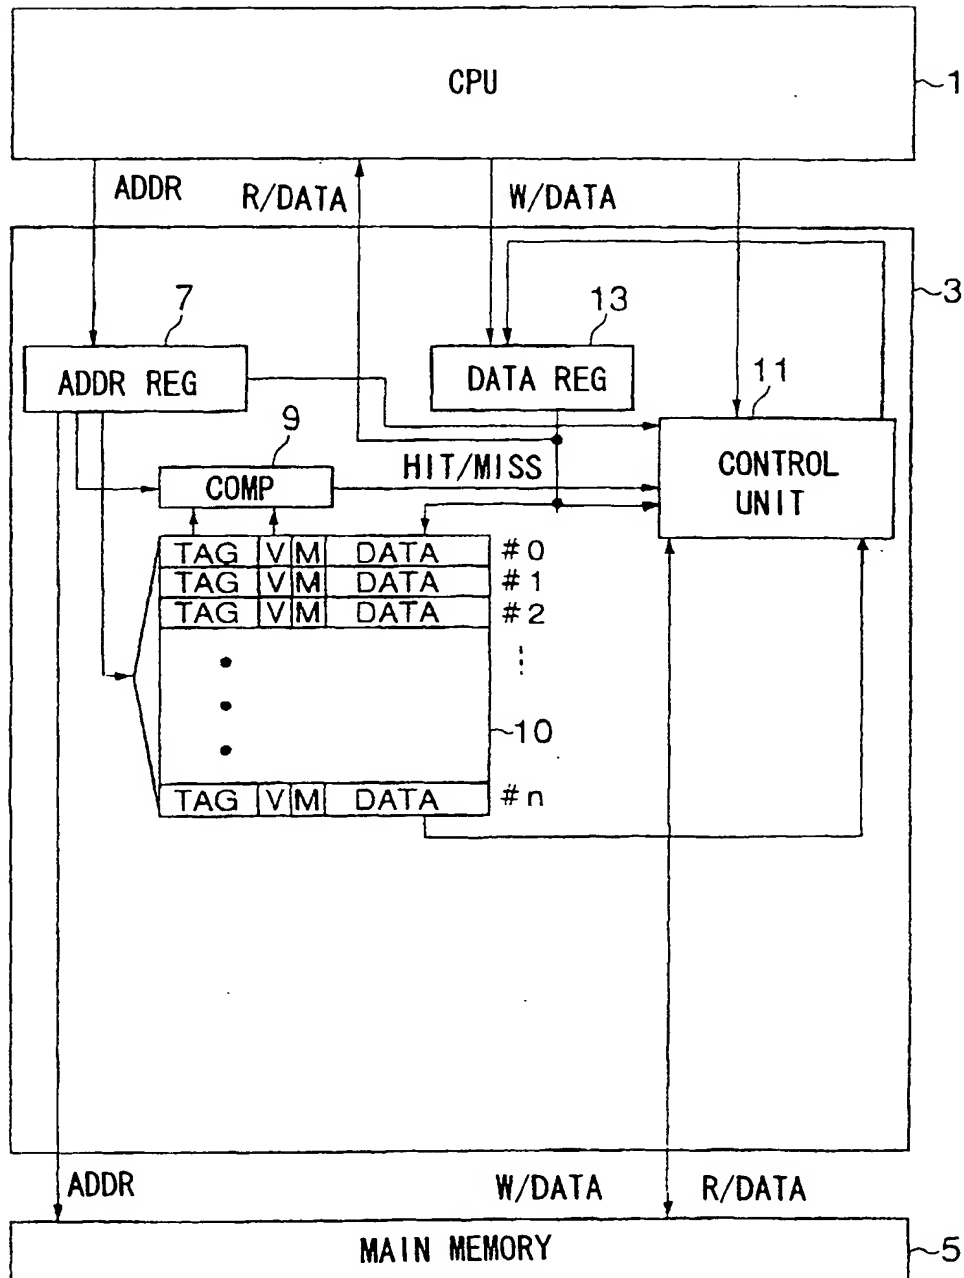 CPU
1
ADDR
R/DATA
W/DATA
3
7
13
ADDR REG
DATA REG
11
9
HIT/MISS
CONTROL
UNIT
COMP
TAG V M DATA #0
TAG V M DATA #1
TAG V M DATA #2
10
TAG V M DATA #n
ADDR
W/DATA
R/DATA
MAIN MEMORY
5